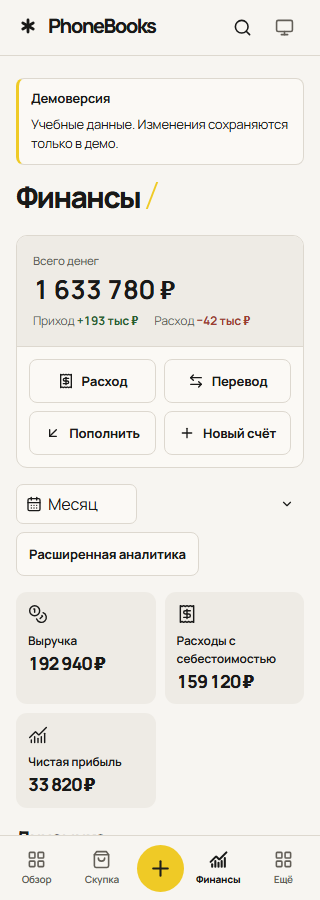 PhoneBooks
Демоверсия
Учебные данные. Изменения сохраняются
только в демо.
Финансы /
Всего денег
1 633 780 ₽
Приход +193 тыс ₽ Расход −42 тыс ₽
Расход
Перевод
Пополнить
Новый счёт
Месяц
Расширенная аналитика
Выручка
192 940 ₽
Расходы с
себестоимостью
159 120 ₽
Чистая прибыль
33 820 ₽
Обзор
Скупка
Финансы
Ещё